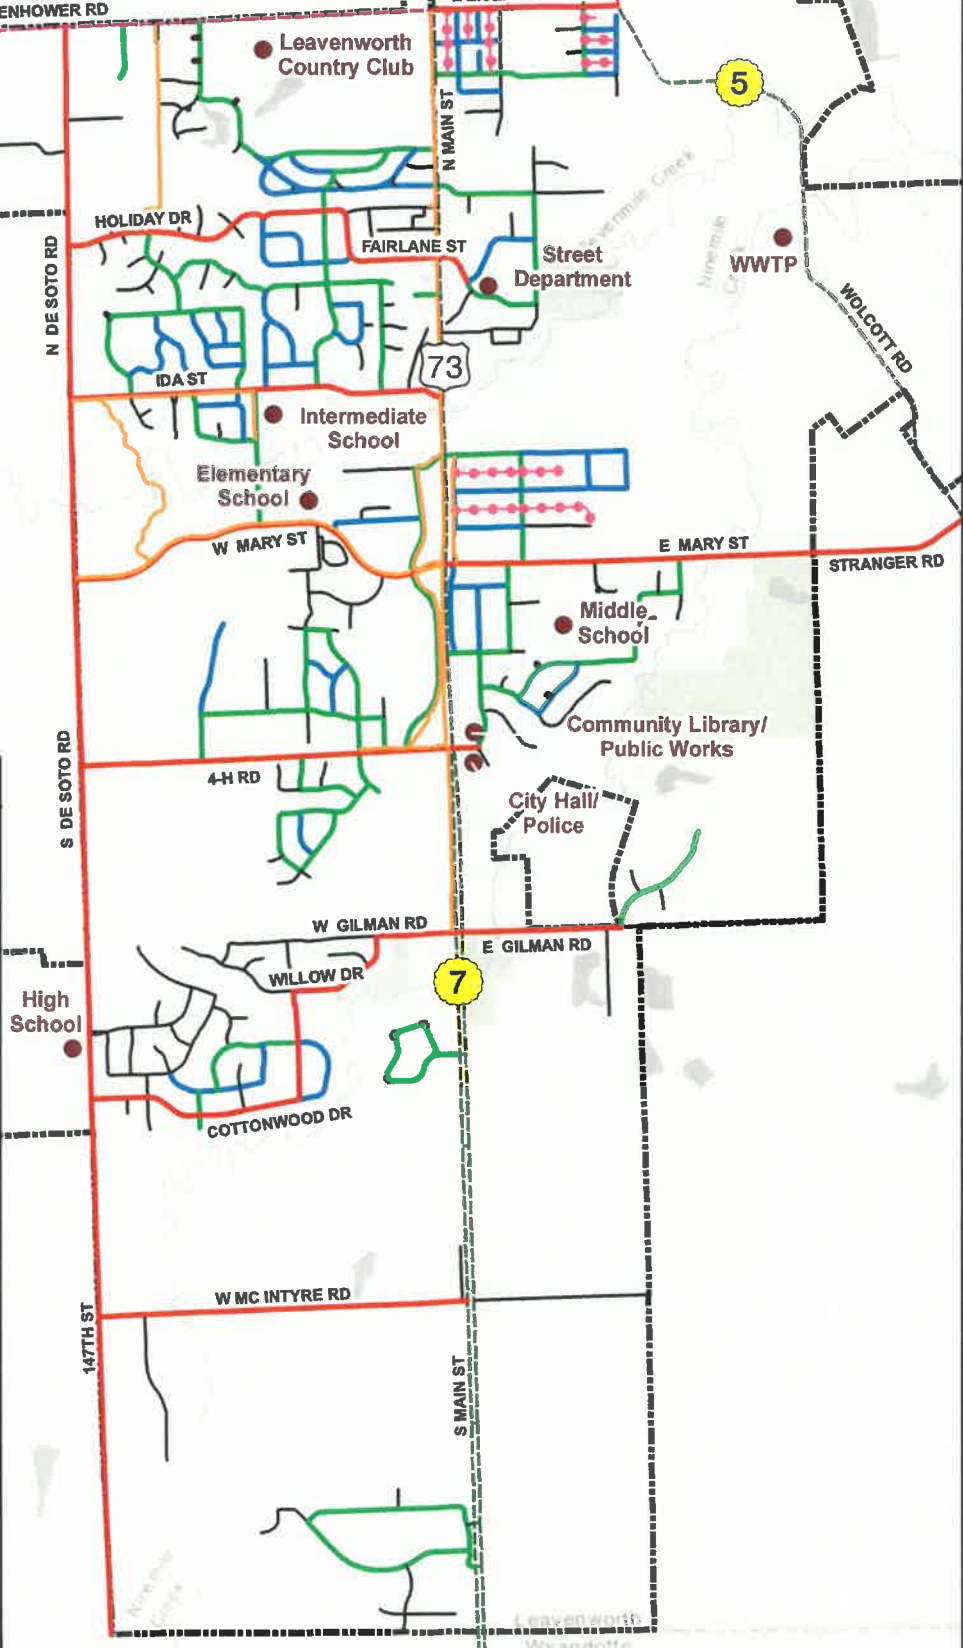 ENHOWER RD
Leavenworth
Country Club
5
N MAIN ST
HOLIDAY DR
FAIRLANE ST
Street
Department
Ninemile
WWTP
WOLCOTT RD
N DE SOTO RD
73
IDA ST
Intermediate
School
Elementary
School
W MARY ST
E MARY ST
STRANGER RD
Middle
School
Community Library/
Public Works
S DE SOTO RD
4-H RD
City Hall/
Police
W GILMAN RD
E GILMAN RD
WILLOW DR
7
High
School
COTTONWOOD DR
W MC INTYRE RD
147TH ST
S MAIN ST
Creek
Leavenworth
Wyandotte